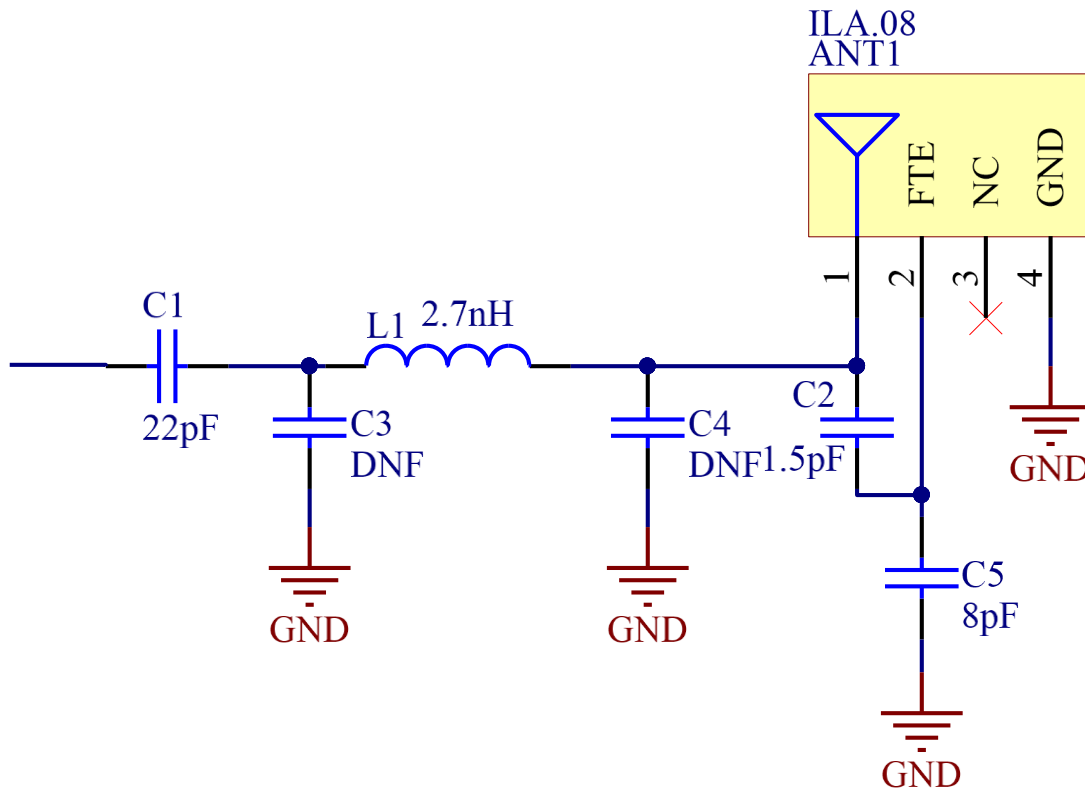 ILA.08
ANT1
FTE
NC
GND
1
2
3
4
C1
22pF
L1
2.7nH
C3
DNF
C4
DNF
C2
1.5pF
GND
C5
8pF
GND
GND
GND